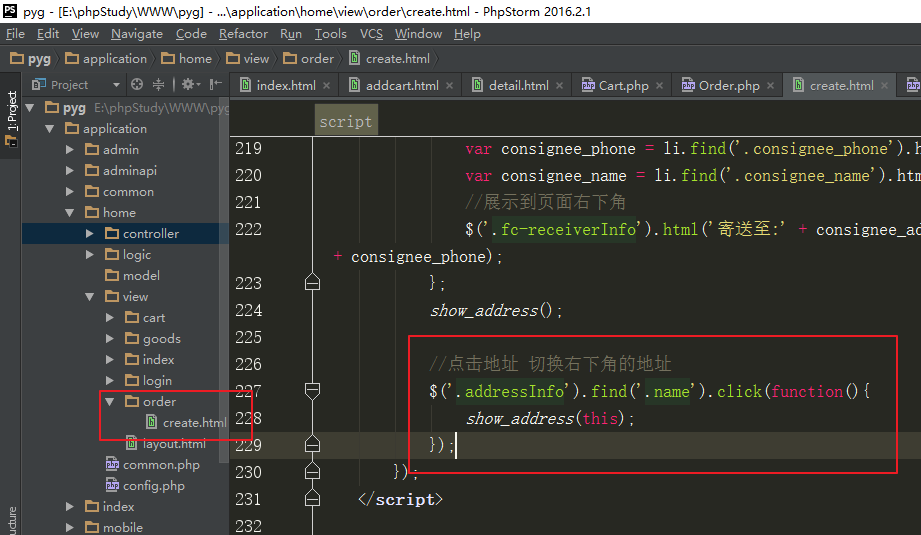 pyg - [E:\phpStudy\WWW\pyg] - ...\application\home\view\order\create.html - PhpStorm 2016.2.1
File Edit View Navigate Code Refactor Run Tools VCS Window Help
pyg application home view order create.html
Project
index.html addcart.html detail.html Cart.php Order.php create.html
1: Project
pyg E:\phpStudy\WWW\pyg
application
admin
adminapi
common
home
controller
logic
model
view
cart
goods
index
login
order
create.html
layout.html
common.php
config.php
index
mobile
script
219 var consignee_phone = li.find('.consignee_phone').h
220 var consignee_name = li.find('.consignee_name').htm
221 //展示到页面右下角
222 $('.fc-receiverInfo').html('寄送至:' + consignee_ad
+ consignee_phone);
223 };
224 show_address();
225
226 //点击地址 切换右下角的地址
227 $('.addressInfo').find('.name').click(function(){
228 show_address(this);
229 });
230 });
231 </script>
232